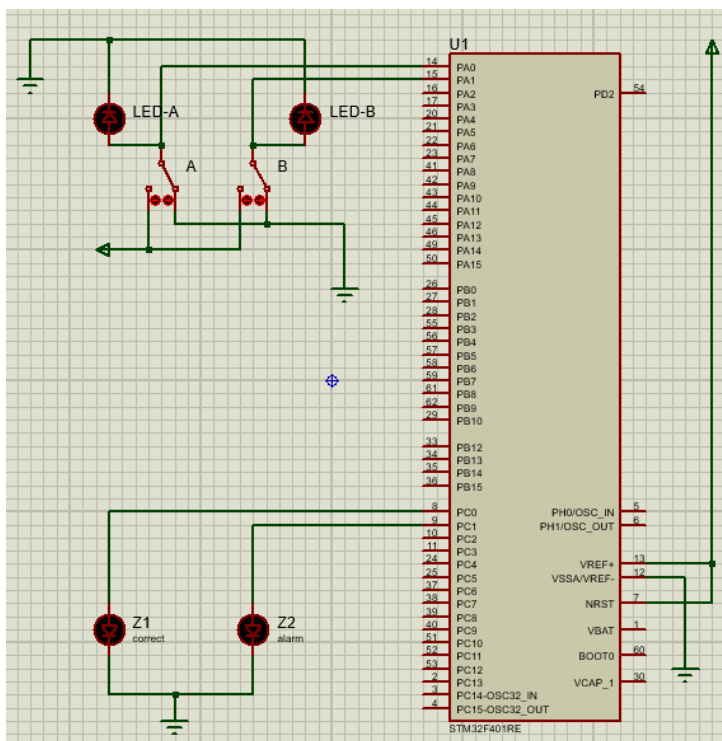 U1
14 PA0
15 PA1
16 PA2 PD2 54
17 PA3
20 PA4
21 PA5
22 PA6
23 PA7
41 PA8
42 PA9
43 PA10
44 PA11
45 PA12
46 PA13
49 PA14
50 PA15
LED-A
LED-B
A
B
26 PB0
27 PB1
28 PB2
55 PB3
56 PB4
57 PB5
58 PB6
59 PB7
61 PB8
62 PB9
29 PB10
33 PB12
34 PB13
35 PB14
36 PB15
8 PC0 PH0/OSC_IN 5
9 PC1 PH1/OSC_OUT 6
10 PC2
11 PC3
24 PC4 VREF+ 13
25 PC5 VSSA/VREF- 12
37 PC6
38 PC7 NRST 7
39 PC8
40 PC9 VBAT 1
51 PC10
52 PC11 BOOT0 60
53 PC12
2 PC13 VCAP_1 30
3 PC14-OSC32_IN
4 PC15-OSC32_OUT
Z1
correct
Z2
alarm
STM32F401RE